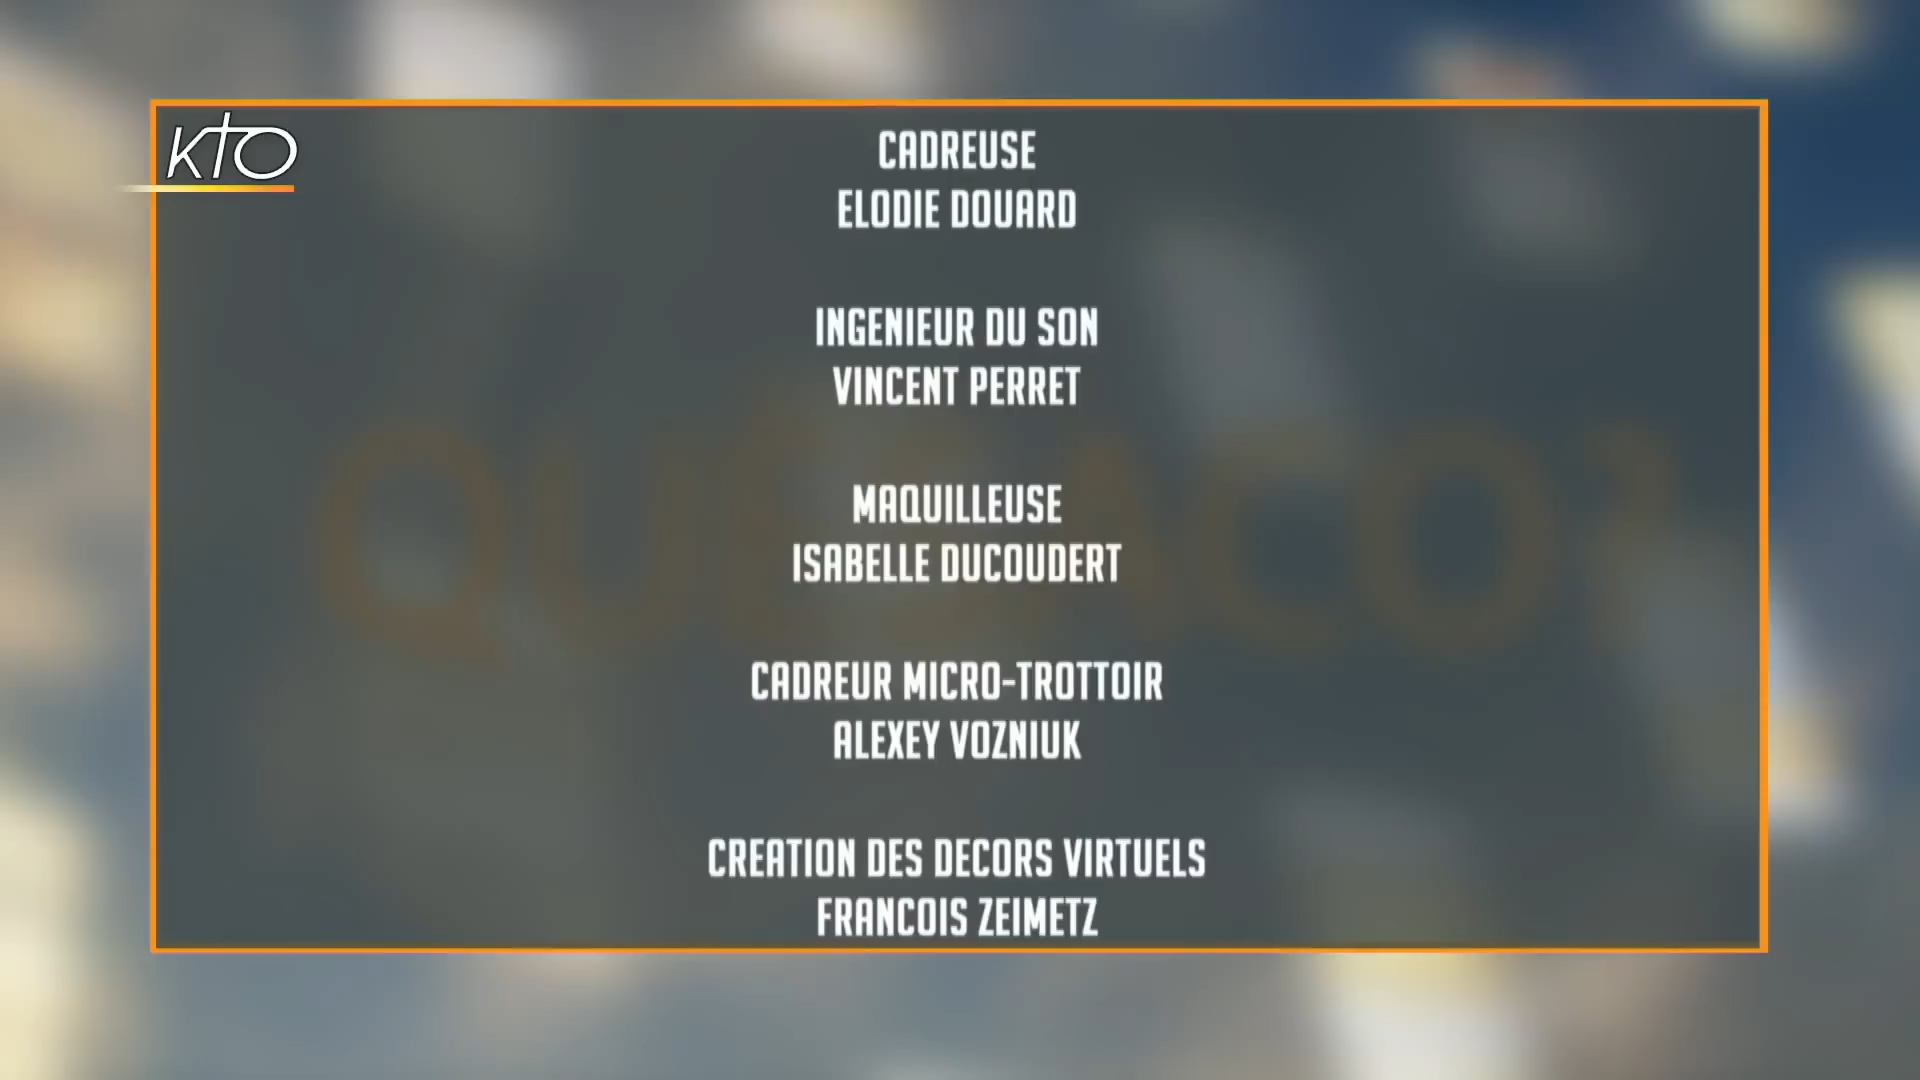 KTO
CADREUSE
ELODIE DOUARD
INGENIEUR DU SON
VINCENT PERRET
MAQUILLEUSE
ISABELLE DUCOUDERT
CADREUR MICRO-TROTTOIR
ALEXEY VOZNIUK
CREATION DES DECORS VIRTUELS
FRANCOIS ZEIMETZ